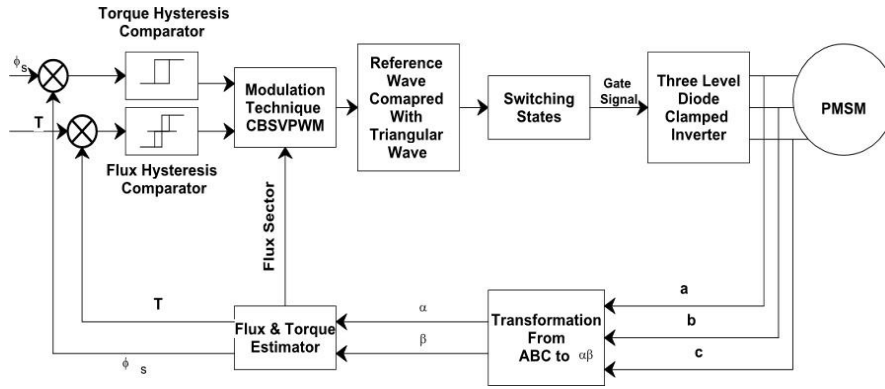 Torque Hysteresis
Comparator
ϕs
T
Flux Hysteresis
Comparator
Modulation
Technique
CBSVPWM
Reference
Wave
Comapred
With
Triangular
Wave
Switching
States
Gate
Signal
Three Level
Diode
Clamped
Inverter
PMSM
Flux Sector
a
b
c
Transformation
From
ABC to αβ
α
β
Flux & Torque
Estimator
T
ϕ s